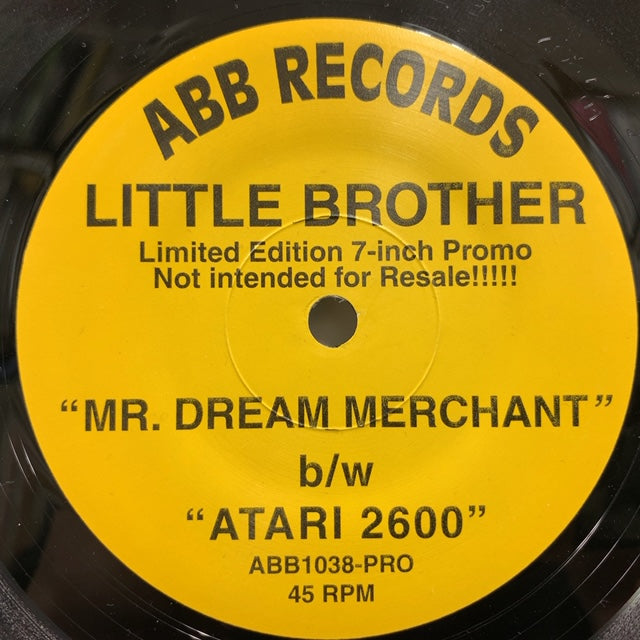 ABB RECORDS
LITTLE BROTHER
Limited Edition 7-inch Promo
Not intended for Resale!!!!!
“MR. DREAM MERCHANT”
b/w
“ATARI 2600”
ABB1038-PRO
45 RPM